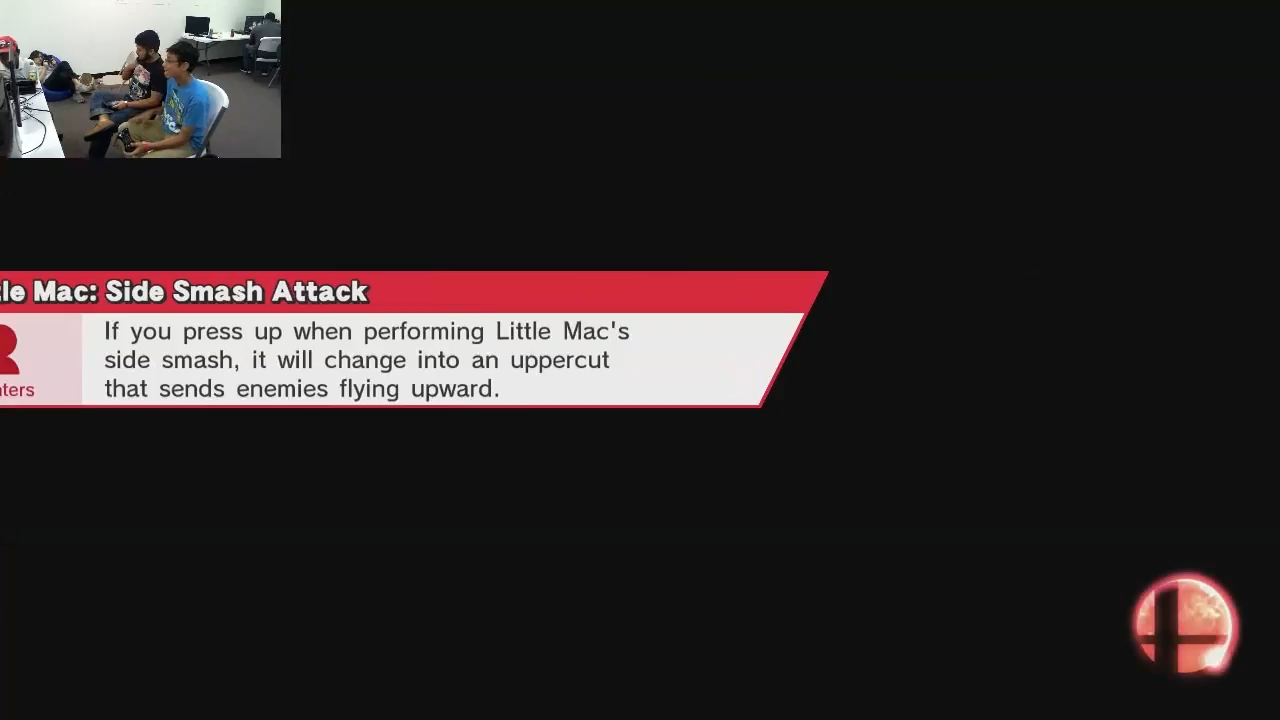 le Mac: Side Smash Attack
If you press up when performing Little Mac's
side smash, it will change into an uppercut
that sends enemies flying upward.